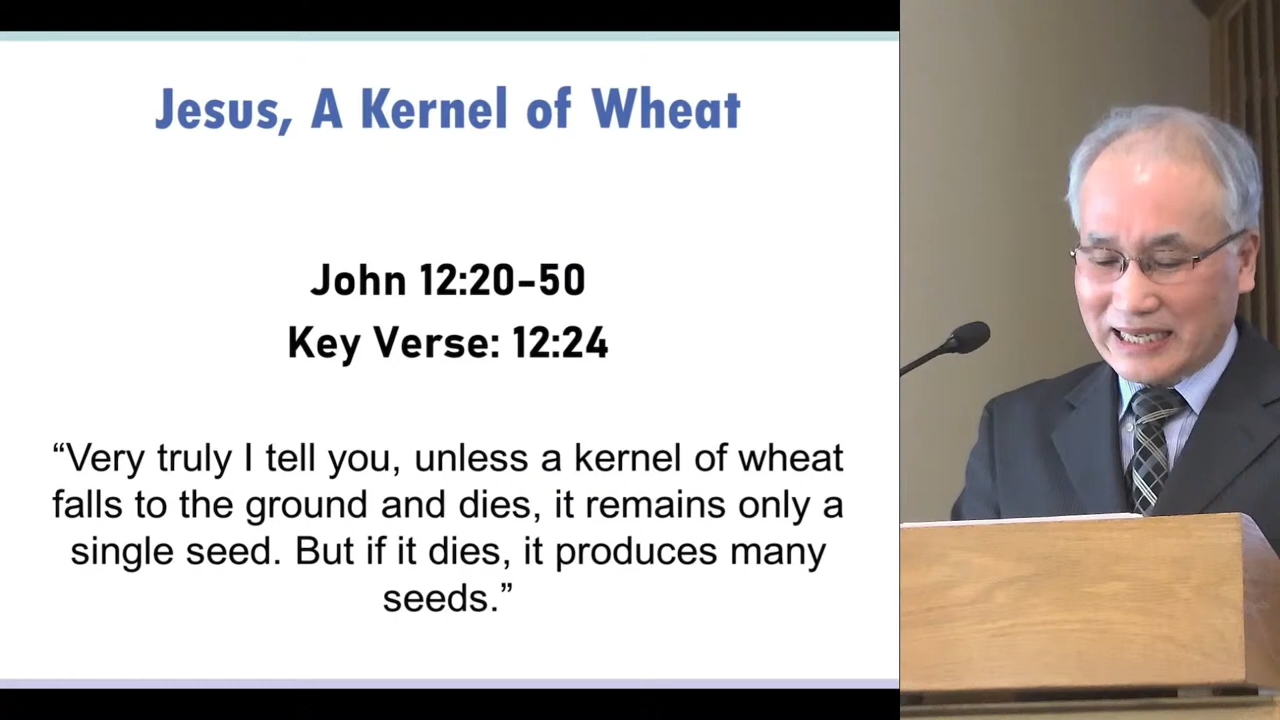 Jesus, A Kernel of Wheat
John 12:20-50
Key Verse: 12:24
“Very truly I tell you, unless a kernel of wheat
falls to the ground and dies, it remains only a
single seed. But if it dies, it produces many
seeds.”